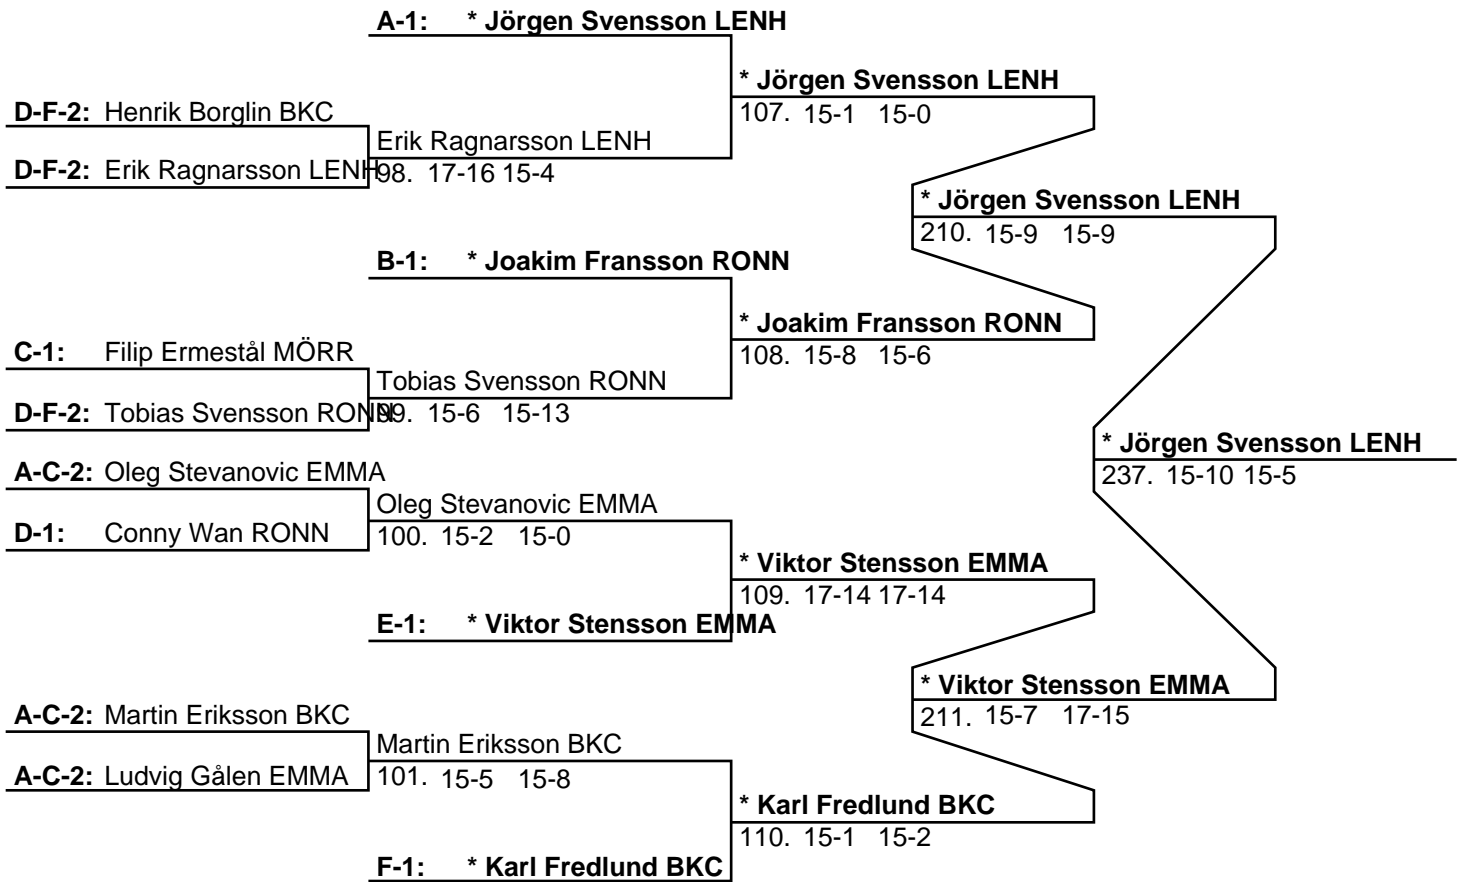 A-1: * Jörgen Svensson LENH
* Jörgen Svensson LENH
107. 15-1 15-0
D-F-2: Henrik Borglin BKC
Erik Ragnarsson LENH
D-F-2: Erik Ragnarsson LENH
98. 17-16 15-4
* Jörgen Svensson LENH
210. 15-9 15-9
B-1: * Joakim Fransson RONN
* Joakim Fransson RONN
108. 15-8 15-6
C-1: Filip Ermestål MÖRR
Tobias Svensson RONN
D-F-2: Tobias Svensson RONN
99. 15-6 15-13
* Jörgen Svensson LENH
237. 15-10 15-5
A-C-2: Oleg Stevanovic EMMA
Oleg Stevanovic EMMA
D-1: Conny Wan RONN
100. 15-2 15-0
* Viktor Stensson EMMA
109. 17-14 17-14
E-1: * Viktor Stensson EMMA
* Viktor Stensson EMMA
211. 15-7 17-15
A-C-2: Martin Eriksson BKC
Martin Eriksson BKC
A-C-2: Ludvig Gålen EMMA
101. 15-5 15-8
* Karl Fredlund BKC
110. 15-1 15-2
F-1: * Karl Fredlund BKC